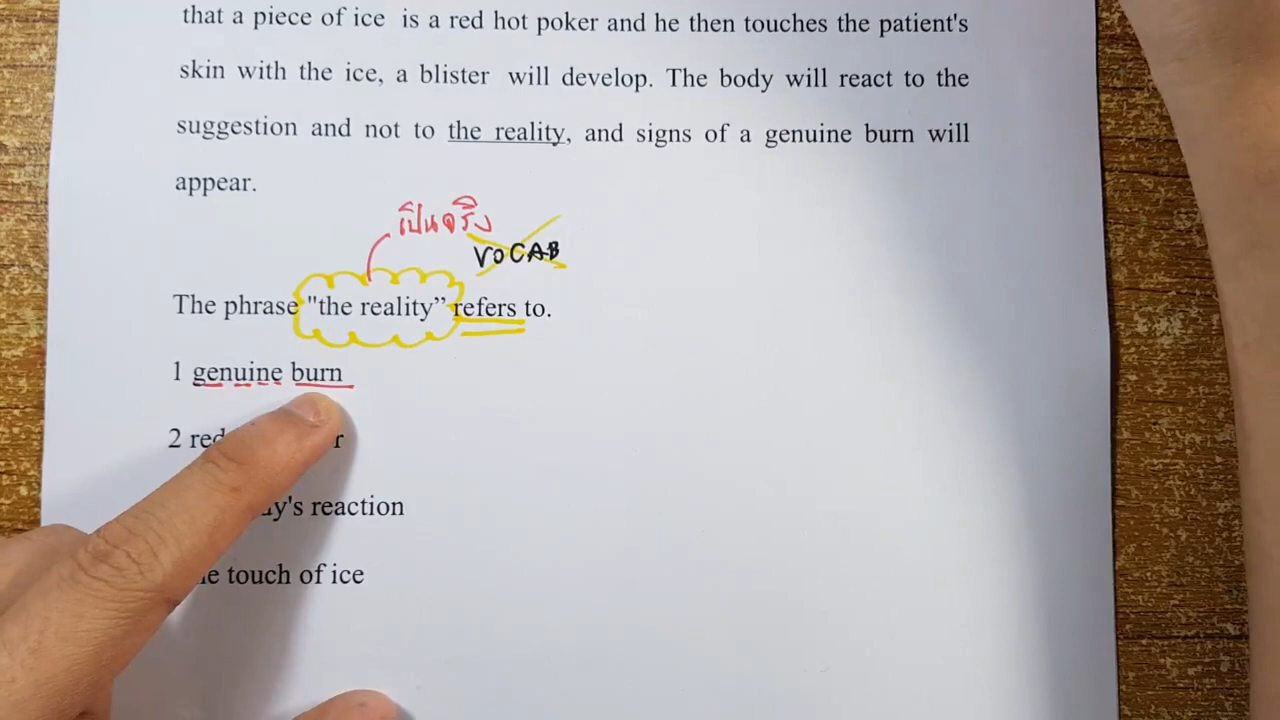 that a piece of ice is a red hot poker and he then touches the patient's
skin with the ice, a blister will develop. The body will react to the
suggestion and not to the reality, and signs of a genuine burn will
appear.
เป็นจริง
VOCAB
The phrase "the reality” refers to.
1 genuine burn
2
reaction
touch of ice